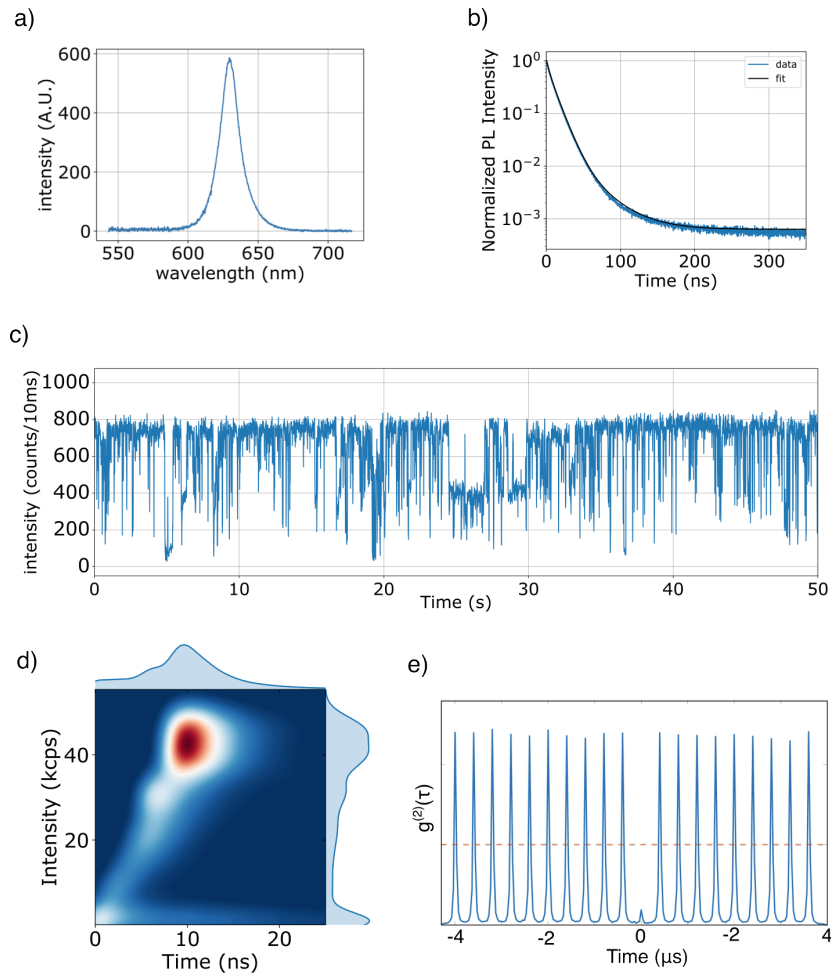 a)
600
400
200
0
intensity (A.U.)
550
600
650
700
wavelength (nm)
b)
10⁰
10⁻¹
10⁻²
10⁻³
Normalized PL Intensity
data
fit
0
100
200
300
Time (ns)
c)
1000
800
600
400
200
0
intensity (counts/10ms)
0
10
20
30
40
50
Time (s)
d)
40
20
Intensity (kcps)
0
10
20
Time (ns)
e)
g⁽²⁾(τ)
-4
-2
0
-2
4
Time (μs)